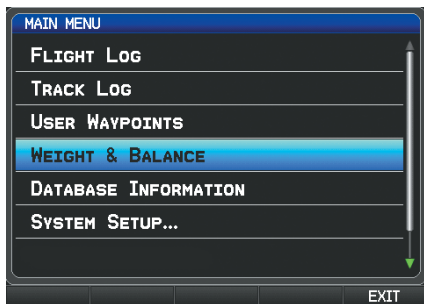 MAIN MENU
FLIGHT LOG
TRACK LOG
USER WAYPOINTS
WEIGHT & BALANCE
DATABASE INFORMATION
SYSTEM SETUP...
EXIT